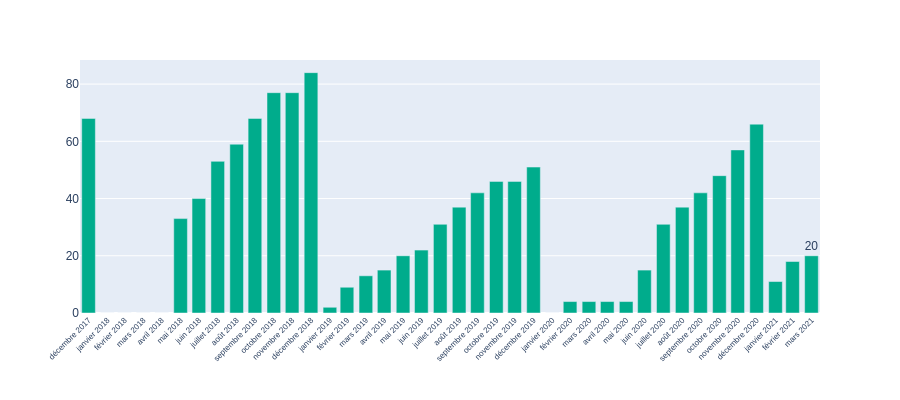 80
60
40
20
0
20
décembre 2017
janvier 2018
février 2018
mars 2018
avril 2018
mai 2018
juin 2018
juillet 2018
août 2018
septembre 2018
octobre 2018
novembre 2018
décembre 2018
janvier 2019
février 2019
mars 2019
avril 2019
mai 2019
juin 2019
juillet 2019
août 2019
septembre 2019
octobre 2019
novembre 2019
décembre 2019
janvier 2020
février 2020
mars 2020
avril 2020
mai 2020
juin 2020
juillet 2020
août 2020
septembre 2020
octobre 2020
novembre 2020
décembre 2020
janvier 2021
février 2021
mars 2021